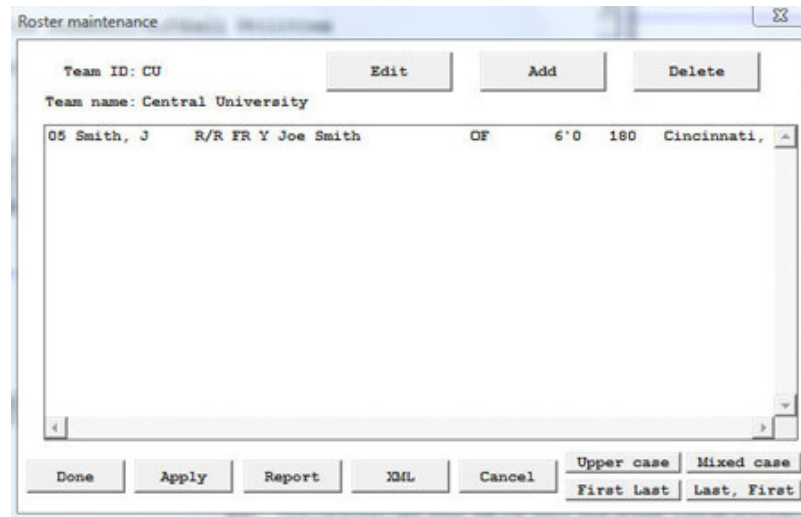 Roster maintenance
Team ID: CU
Edit
Add
Delete
Team name: Central University
05 Smith, J R/R FR Y Joe Smith OF 6'0 180 Cincinnati,
Done
Apply
Report
XML
Cancel
Upper case
Mixed case
First Last
Last, First